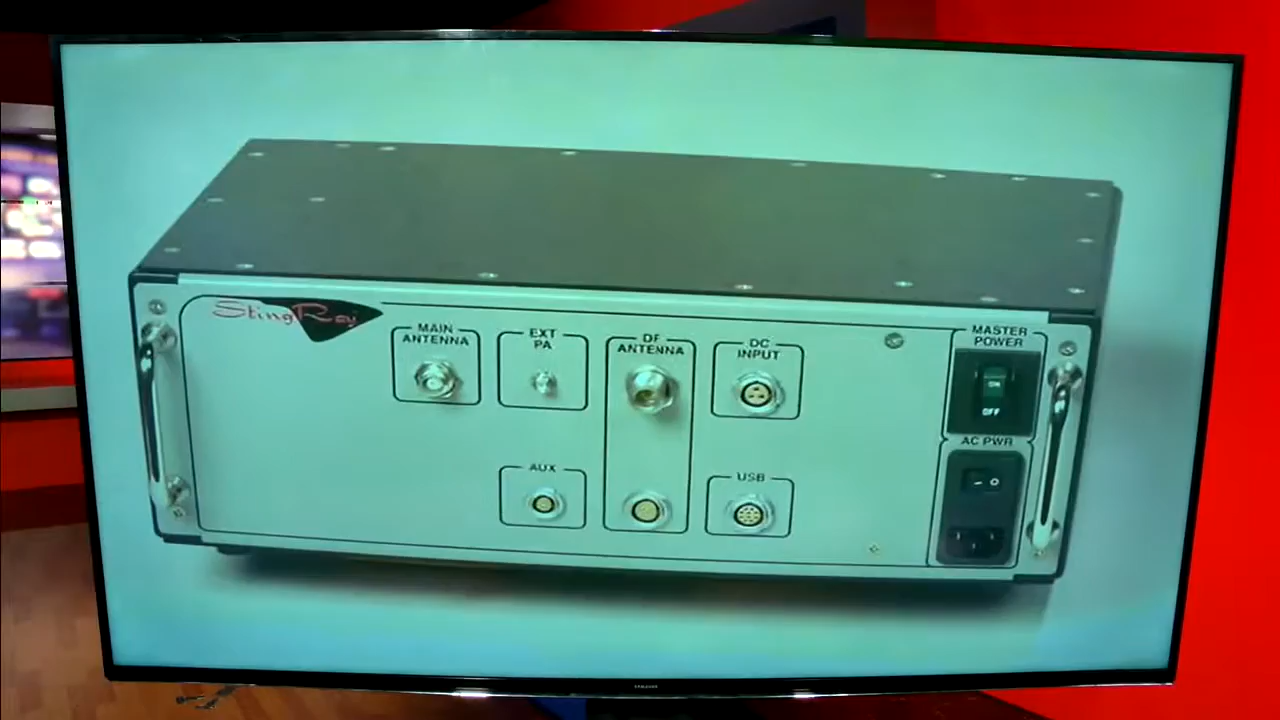 StingRay
MAIN
ANTENNA
EXT
PA
DF
ANTENNA
DC
INPUT
MASTER
POWER
ON
OFF
AC PWR
AUX
USB